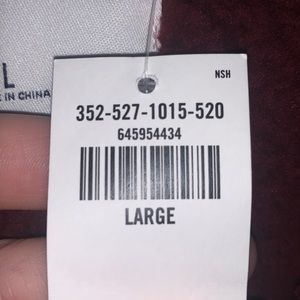 L
E IN CHINA
NSH
352-527-1015-520
645954434
LARGE